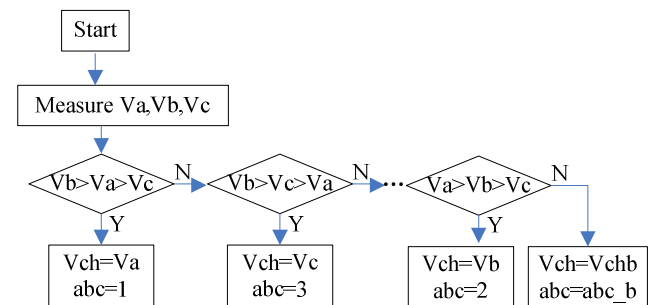 Start
Measure Va,Vb,Vc
Vb>Va>Vc
N
Vb>Vc>Va
N
...
Va>Vb>Vc
N
Y
Y
Y
Vch=Va
abc=1
Vch=Vc
abc=3
Vch=Vb
abc=2
Vch=Vchb
abc=abc_b